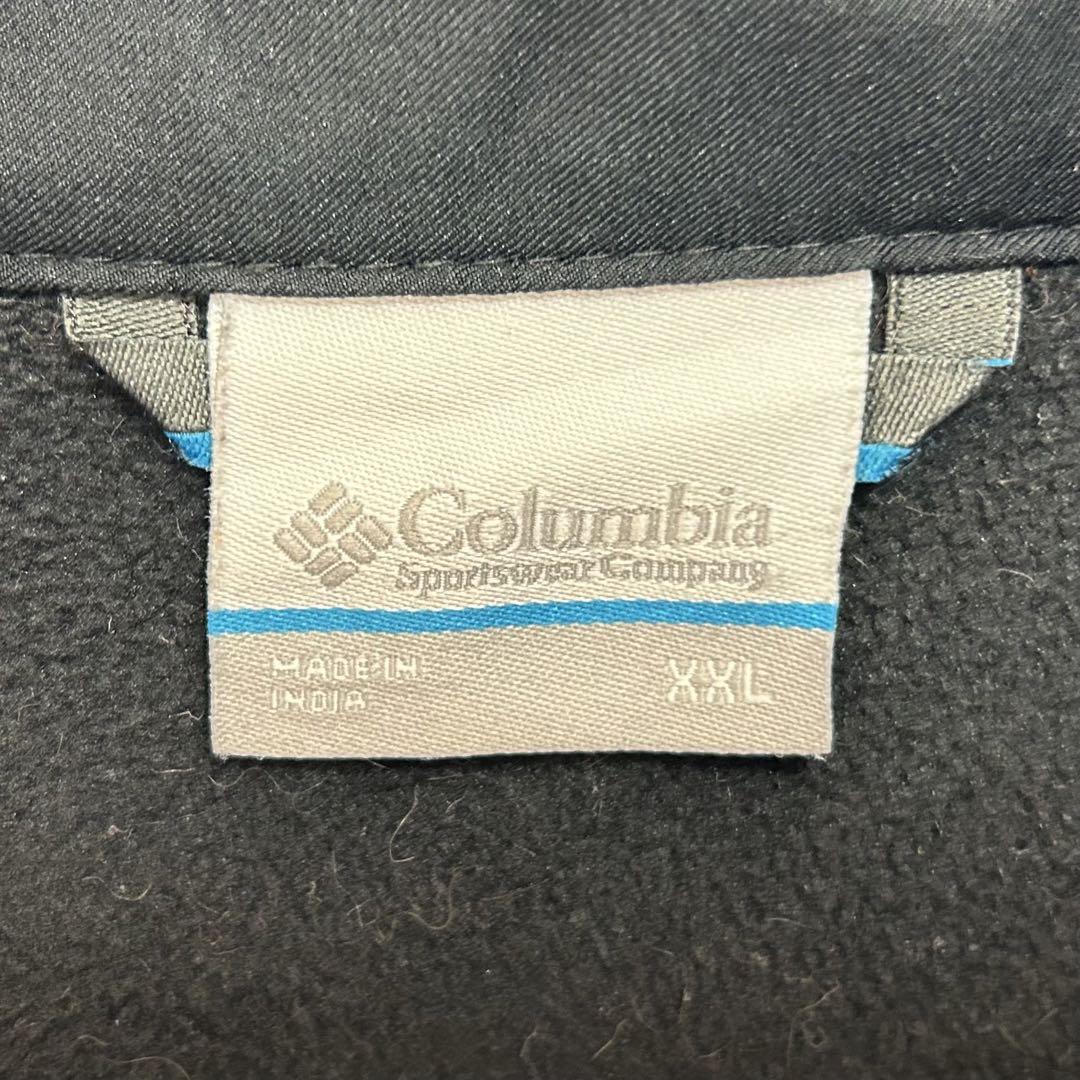 Columbia
Sportswear Company
MADE IN
INDIA
XXL